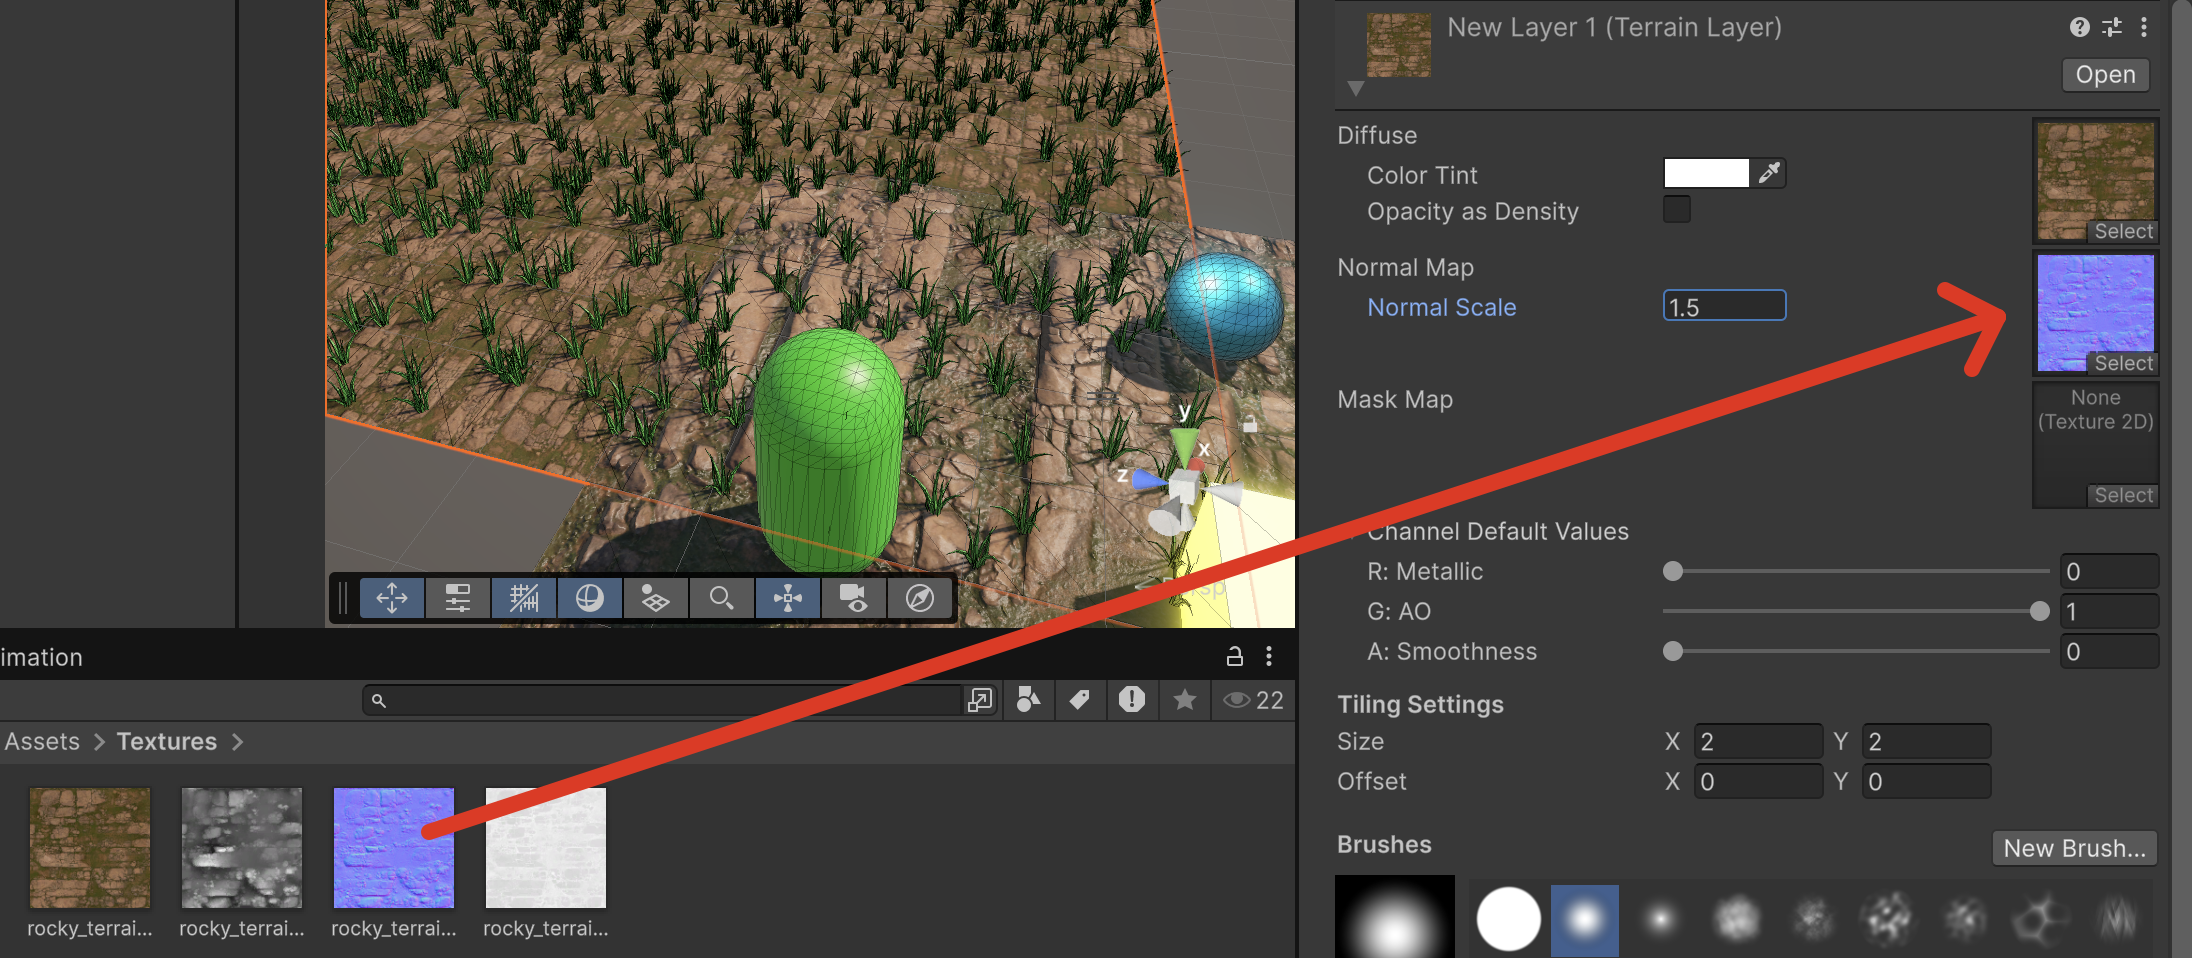 New Layer 1 (Terrain Layer)
Open
Diffuse
Color Tint
Opacity as Density
Select
Normal Map
Normal Scale
1.5
Select
Mask Map
None
(Texture 2D)
Select
Channel Default Values
R: Metallic
0
G: AO
1
A: Smoothness
0
Tiling Settings
Size
X
2
Y
2
Offset
X
0
Y
0
Brushes
New Brush...
y
x
z
imation
22
Assets
Textures
rocky_terrai...
rocky_terrai...
rocky_terrai...
rocky_terrai...